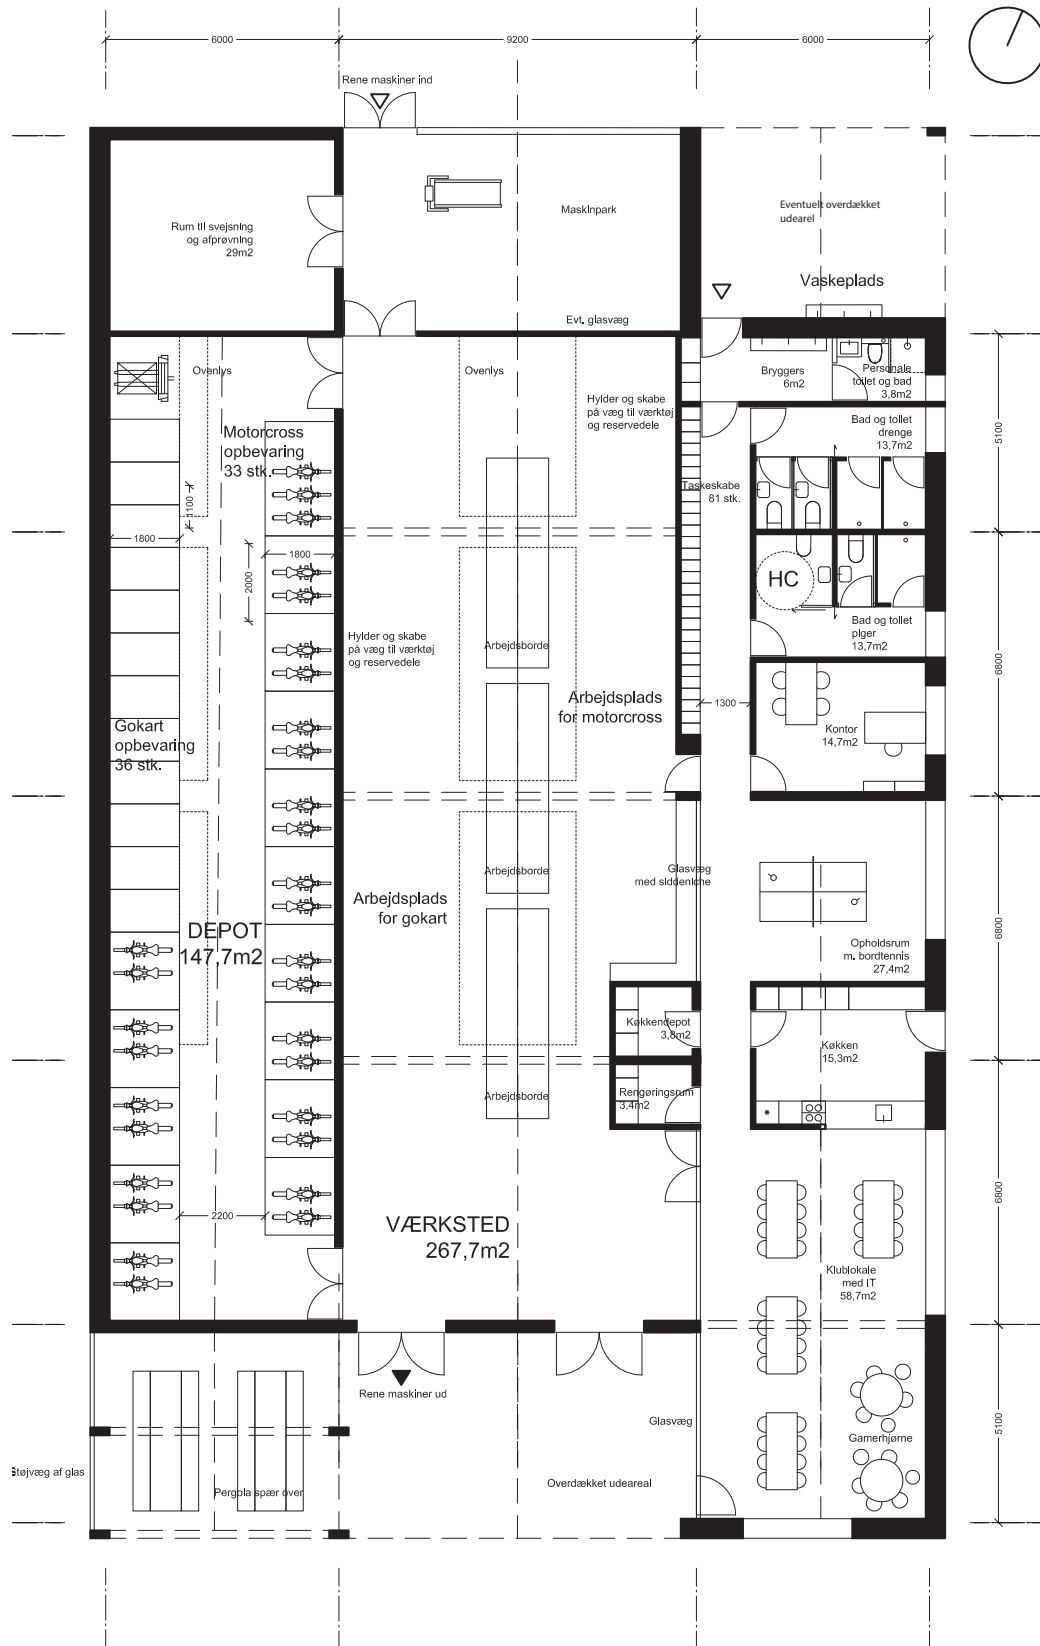 6000
9200
6000
Rene maskiner ind
Rum til svejsning
og afprøvning
29m2
Maskinpark
Eventuelt overdækket
udearel
Vaskeplads
Evt. glasvæg
Ovenlys
Ovenlys
Hylder og skabe
på væg til værktøj
og reservedele
Bryggers
6m2
Personale
toilet og bad
3,8m2
Bad og toilet
drenge
13,7m2
5100
Motorcross
opbevaring
33 stk.
Taskeskabe
81 stk.
1100
1800
1800
2000
HC
Bad og toilet
piger
13,7m2
Hylder og skabe
på væg til værktøj
og reservedele
Arbejdsborde
Arbejdsplads
for motorcross
1300
Kontor
14,7m2
6800
Gokart
opbevaring
36 stk.
Arbejdsborde
Arbejdsplads
for gokart
Glasvæg
med siddeniche
DEPOT
147,7m2
Opholdsrum
m. bordtennis
27,4m2
6800
Køkkendepot
3,8m2
Køkken
15,3m2
Arbejdsborde
Rengøringsrum
3,4m2
2200
VÆRKSTED
267,7m2
Klublokale
med IT
58,7m2
6800
Rene maskiner ud
Glasvæg
Gamerhjørne
5100
Støjvæg af glas
Pergola spær over
Overdækket udeareal